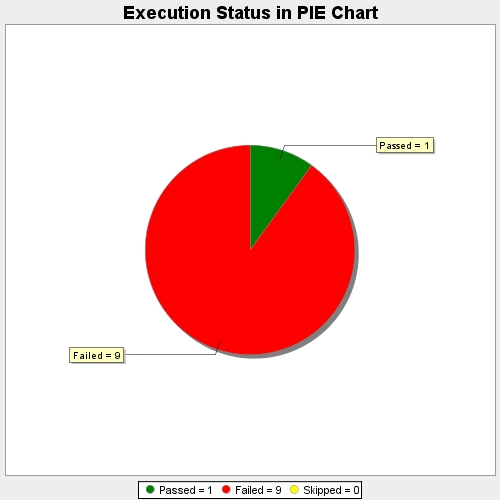 Execution Status in PIE Chart
Passed = 1
Failed = 9
Passed = 1 Failed = 9 Skipped = 0